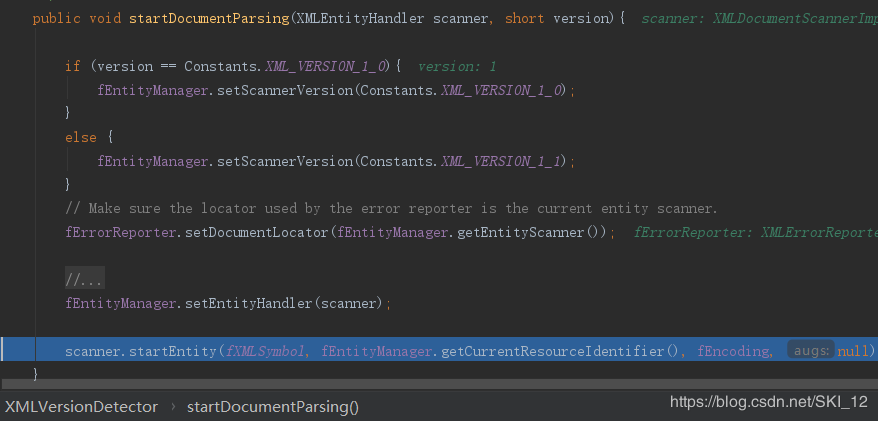 public void startDocumentParsing(XMLEntityHandler scanner, short version){ scanner: XMLDocumentScannerImp
if (version == Constants.XML_VERSION_1_0){ version: 1
fEntityManager.setScannerVersion(Constants.XML_VERSION_1_0);
}
else {
fEntityManager.setScannerVersion(Constants.XML_VERSION_1_1);
}
// Make sure the locator used by the error reporter is the current entity scanner.
fErrorReporter.setDocumentLocator(fEntityManager.getEntityScanner()); fErrorReporter: XMLErrorReporte
//...
fEntityManager.setEntityHandler(scanner);
scanner.startEntity(fXMLSymbol, fEntityManager.getCurrentResourceIdentifier(), fEncoding, augs: null)
}
XMLVersionDetector › startDocumentParsing()
https://blog.csdn.net/SKI_12